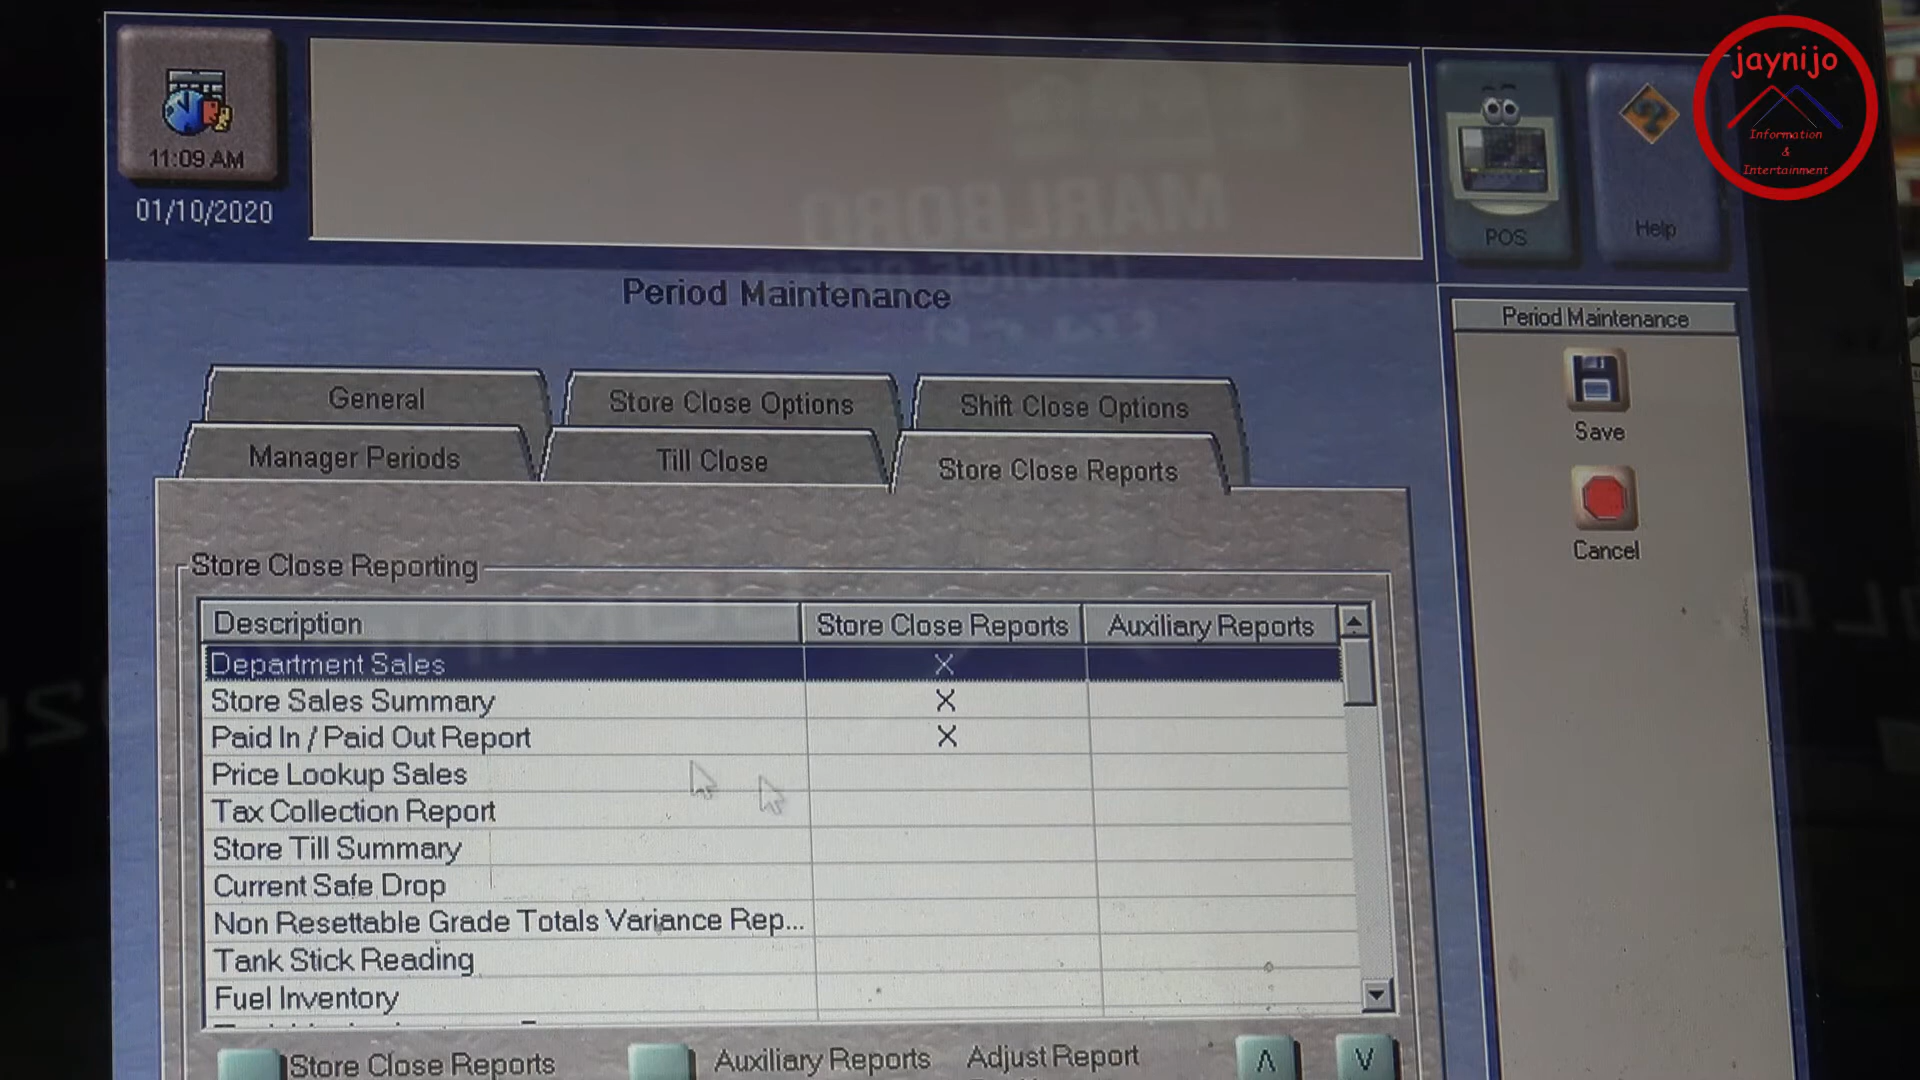 jaynijo
Information
&
Intertainment
11:09 AM
01/10/2020
POS
Help
MARLBORO
Period Maintenance
Period Maintenance
Save
Cancel
General
Store Close Options
Shift Close Options
Manager Periods
Till Close
Store Close Reports
Store Close Reporting
Description
Store Close Reports
Auxiliary Reports
Department Sales X
Store Sales Summary X
Paid In / Paid Out Report X
Price Lookup Sales
Tax Collection Report
Store Till Summary
Current Safe Drop
Non Resettable Grade Totals Variance Rep...
Tank Stick Reading
Fuel Inventory
Store Close Reports
Auxiliary Reports
Adjust Report
Λ
V